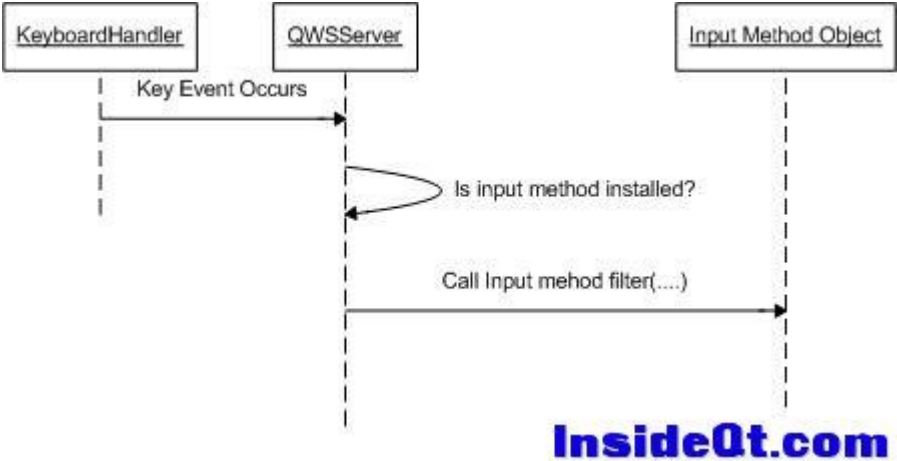 KeyboardHandler
QWSServer
Input Method Object
Key Event Occurs
Is input method installed?
Call Input mehod filter(....)
InsideQt.com